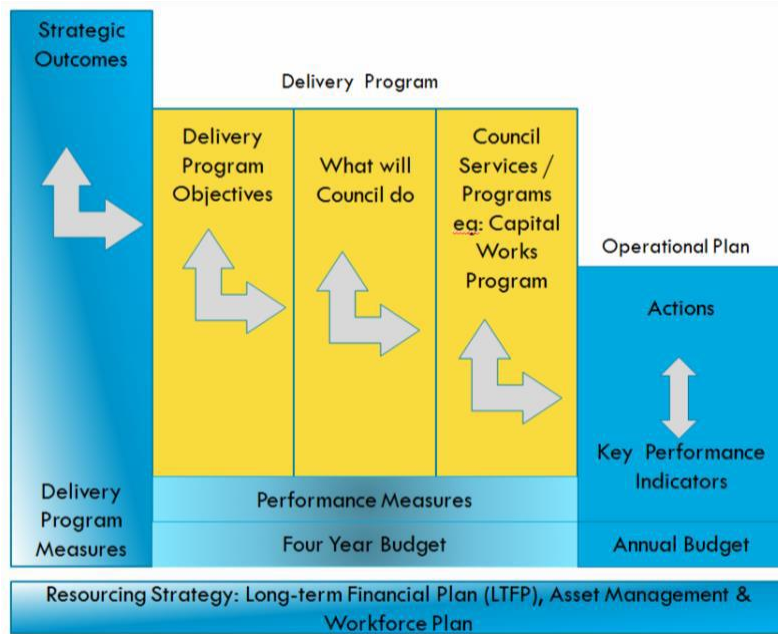 Strategic
Outcomes
Delivery Program
Delivery
Program
Objectives
What will
Council do
Council
Services /
Programs
eg: Capital
Works
Program
Operational Plan
Actions
Key Performance
Indicators
Delivery
Program
Measures
Performance Measures
Four Year Budget
Annual Budget
Resourcing Strategy: Long-term Financial Plan (LTFP), Asset Management &
Workforce Plan